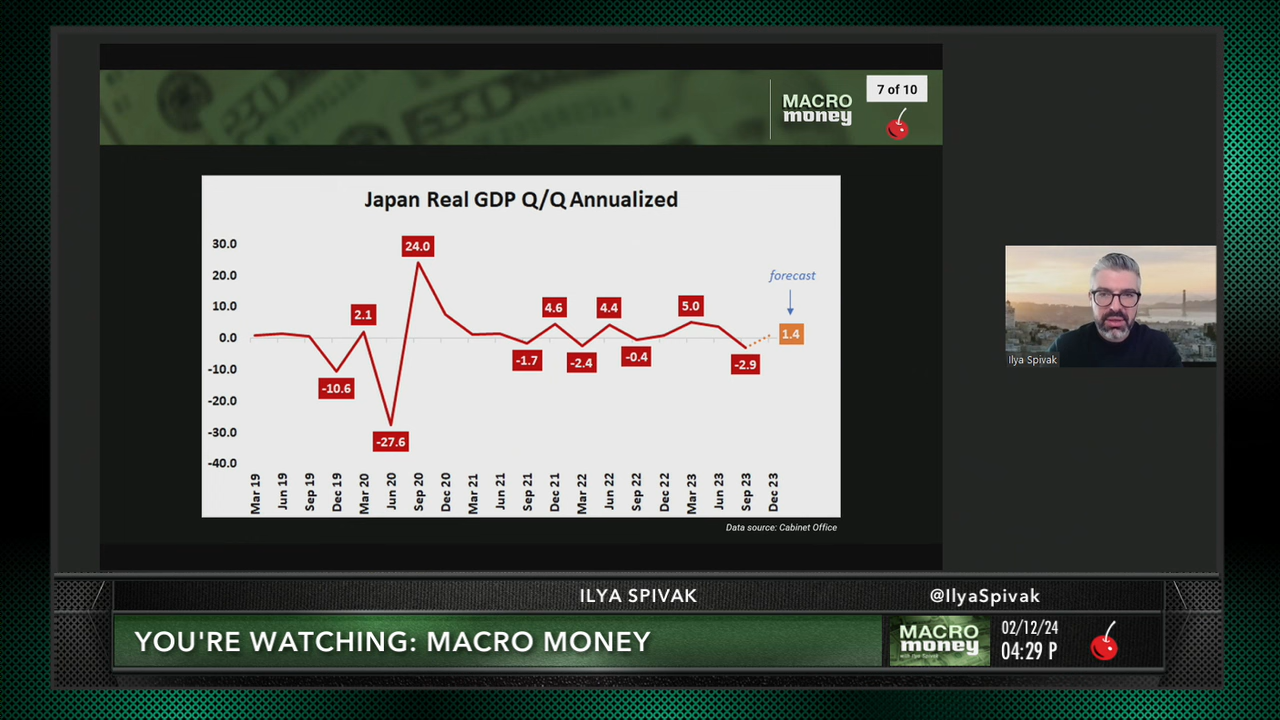 MACRO
money
7 of 10
Japan Real GDP Q/Q Annualized
30.0
20.0
10.0
0.0
-10.0
-20.0
-30.0
-40.0
-10.6
2.1
-27.6
24.0
-1.7
4.6
-2.4
4.4
-0.4
5.0
-2.9
forecast
1.4
Mar 19
Jun 19
Sep 19
Dec 19
Mar 20
Jun 20
Sep 20
Dec 20
Mar 21
Jun 21
Sep 21
Dec 21
Mar 22
Jun 22
Sep 22
Dec 22
Mar 23
Jun 23
Sep 23
Dec 23
Data source: Cabinet Office
Ilya Spivak
ILYA SPIVAK
@IlyaSpivak
YOU'RE WATCHING: MACRO MONEY
MACRO
money
02/12/24
04:29 P